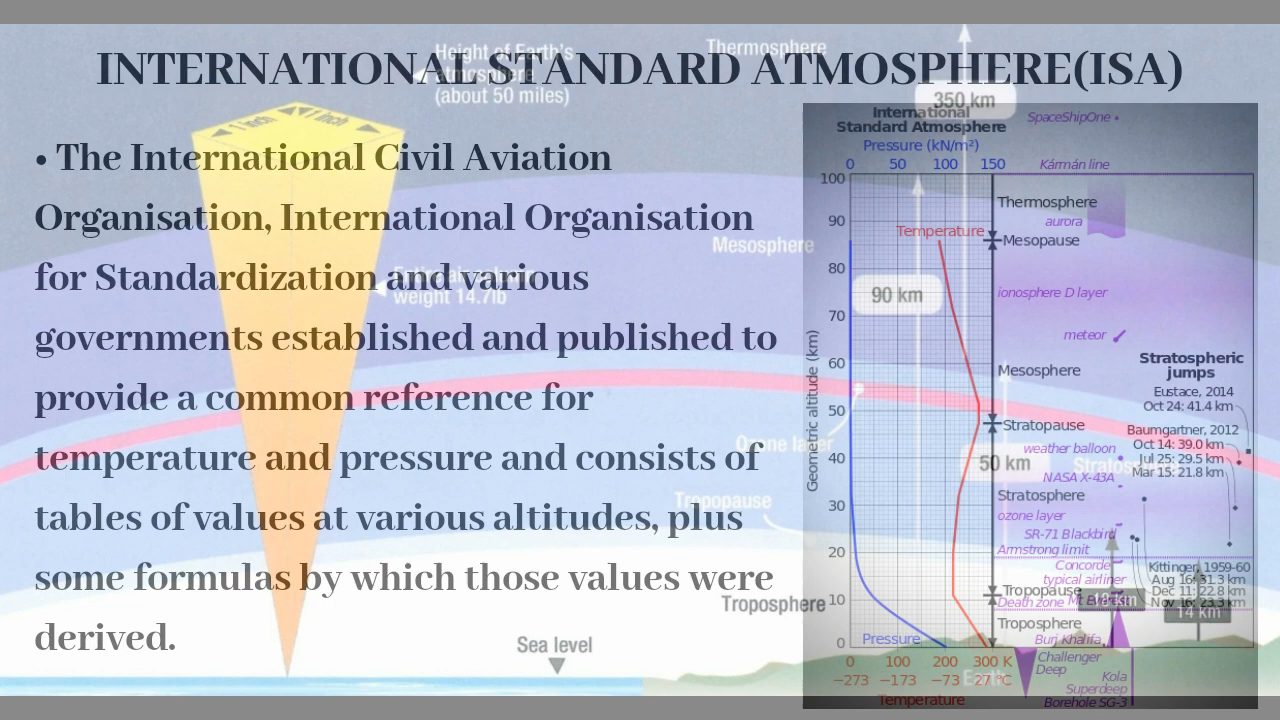 INTERNATIONAL STANDARD ATMOSPHERE(ISA)
• The International Civil Aviation
Organisation, International Organisation
for Standardization and various
governments established and published to
provide a common reference for
temperature and pressure and consists of
tables of values at various altitudes, plus
some formulas by which those values were
derived.
Height of Earth's
atmosphere
(about 50 miles)
1 inch
1 inch
weight 14.7lb
Thermosphere
350 km
Mesosphere
90 km
Ozone layer
50 km
Tropopause
Troposphere
Sea level
14 km
International
Standard Atmosphere
Pressure (kN/m²)
0 50 100 150
SpaceShipOne
Kármán line
100
Thermosphere
aurora
90
Temperature
Mesopause
80
ionosphere D layer
70
meteor
60
Mesosphere
Stratospheric
jumps
Eustace, 2014
Oct 24: 41.4 km
50
Stratopause
Baumgartner, 2012
Oct 14: 39.0 km
Jul 25: 29.5 km
Mar 15: 21.8 km
weather balloon
40
NASA X-43A
Stratosphere
30
ozone layer
SR-71 Blackbird
20
Armstrong limit
Concorde
typical airliner
Kittinger, 1959-60
Aug 16: 31.3 km
Dec 11: 22.8 km
Nov 16: 23.3 km
Tropopause
10
Death zone
Troposphere
Burj Khalifa
0
Pressure
Geometric altitude (km)
0 100 200 300 K
−273 −173 −73 27 °C
Temperature
Challenger
Deep
Kola
Superdeep
Borehole SG-3